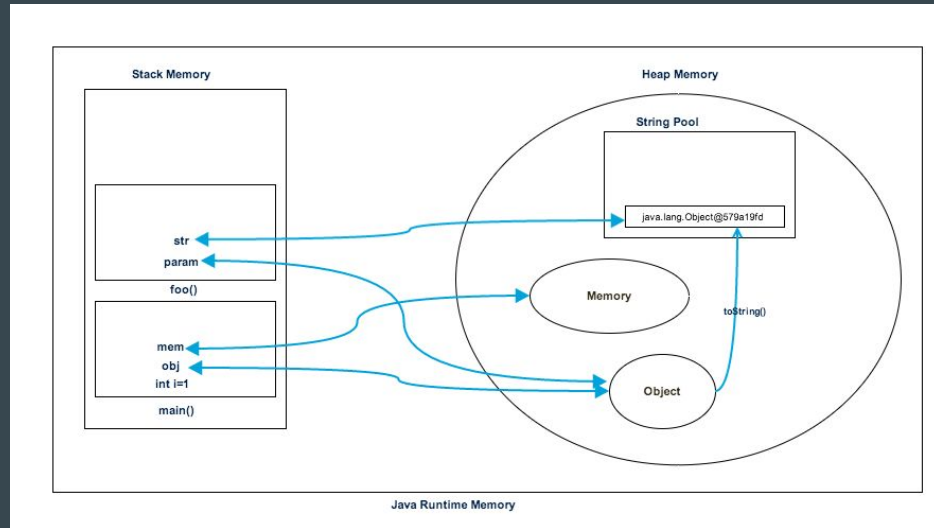 Stack Memory
Heap Memory
String Pool
java.lang.Object@579a19fd
str
param
foo()
Memory
toString()
mem
obj
int i=1
main()
Object
Java Runtime Memory